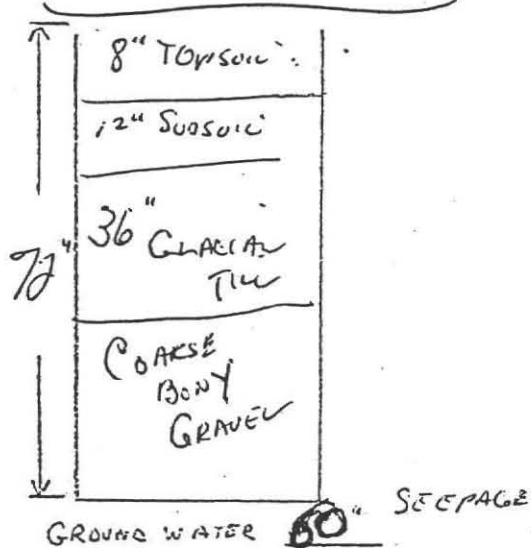 8" TOPSOIL
12" SUBSOIL
72"
36"
GLACIAL
TILL
COARSE
BONY
GRAVEL
GROUND WATER 60" SEEPAGE